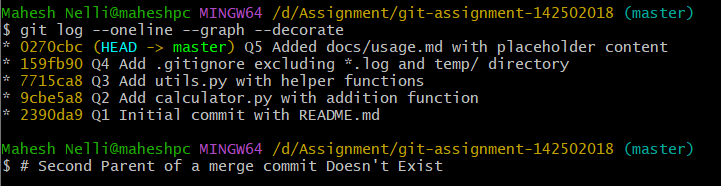 Mahesh Nelli@maheshpc MINGW64 /d/Assignment/git-assignment-142502018 (master)
$ git log --oneline --graph --decorate
* 0270cbc (HEAD -> master) Q5 Added docs/usage.md with placeholder content
* 159fb90 Q4 Add .gitignore excluding *.log and temp/ directory
* 7715ca8 Q3 Add utils.py with helper functions
* 9cbe5a8 Q2 Add calculator.py with addition function
* 2390da9 Q1 Initial commit with README.md
Mahesh Nelli@maheshpc MINGW64 /d/Assignment/git-assignment-142502018 (master)
$ # Second Parent of a merge commit Doesn't Exist